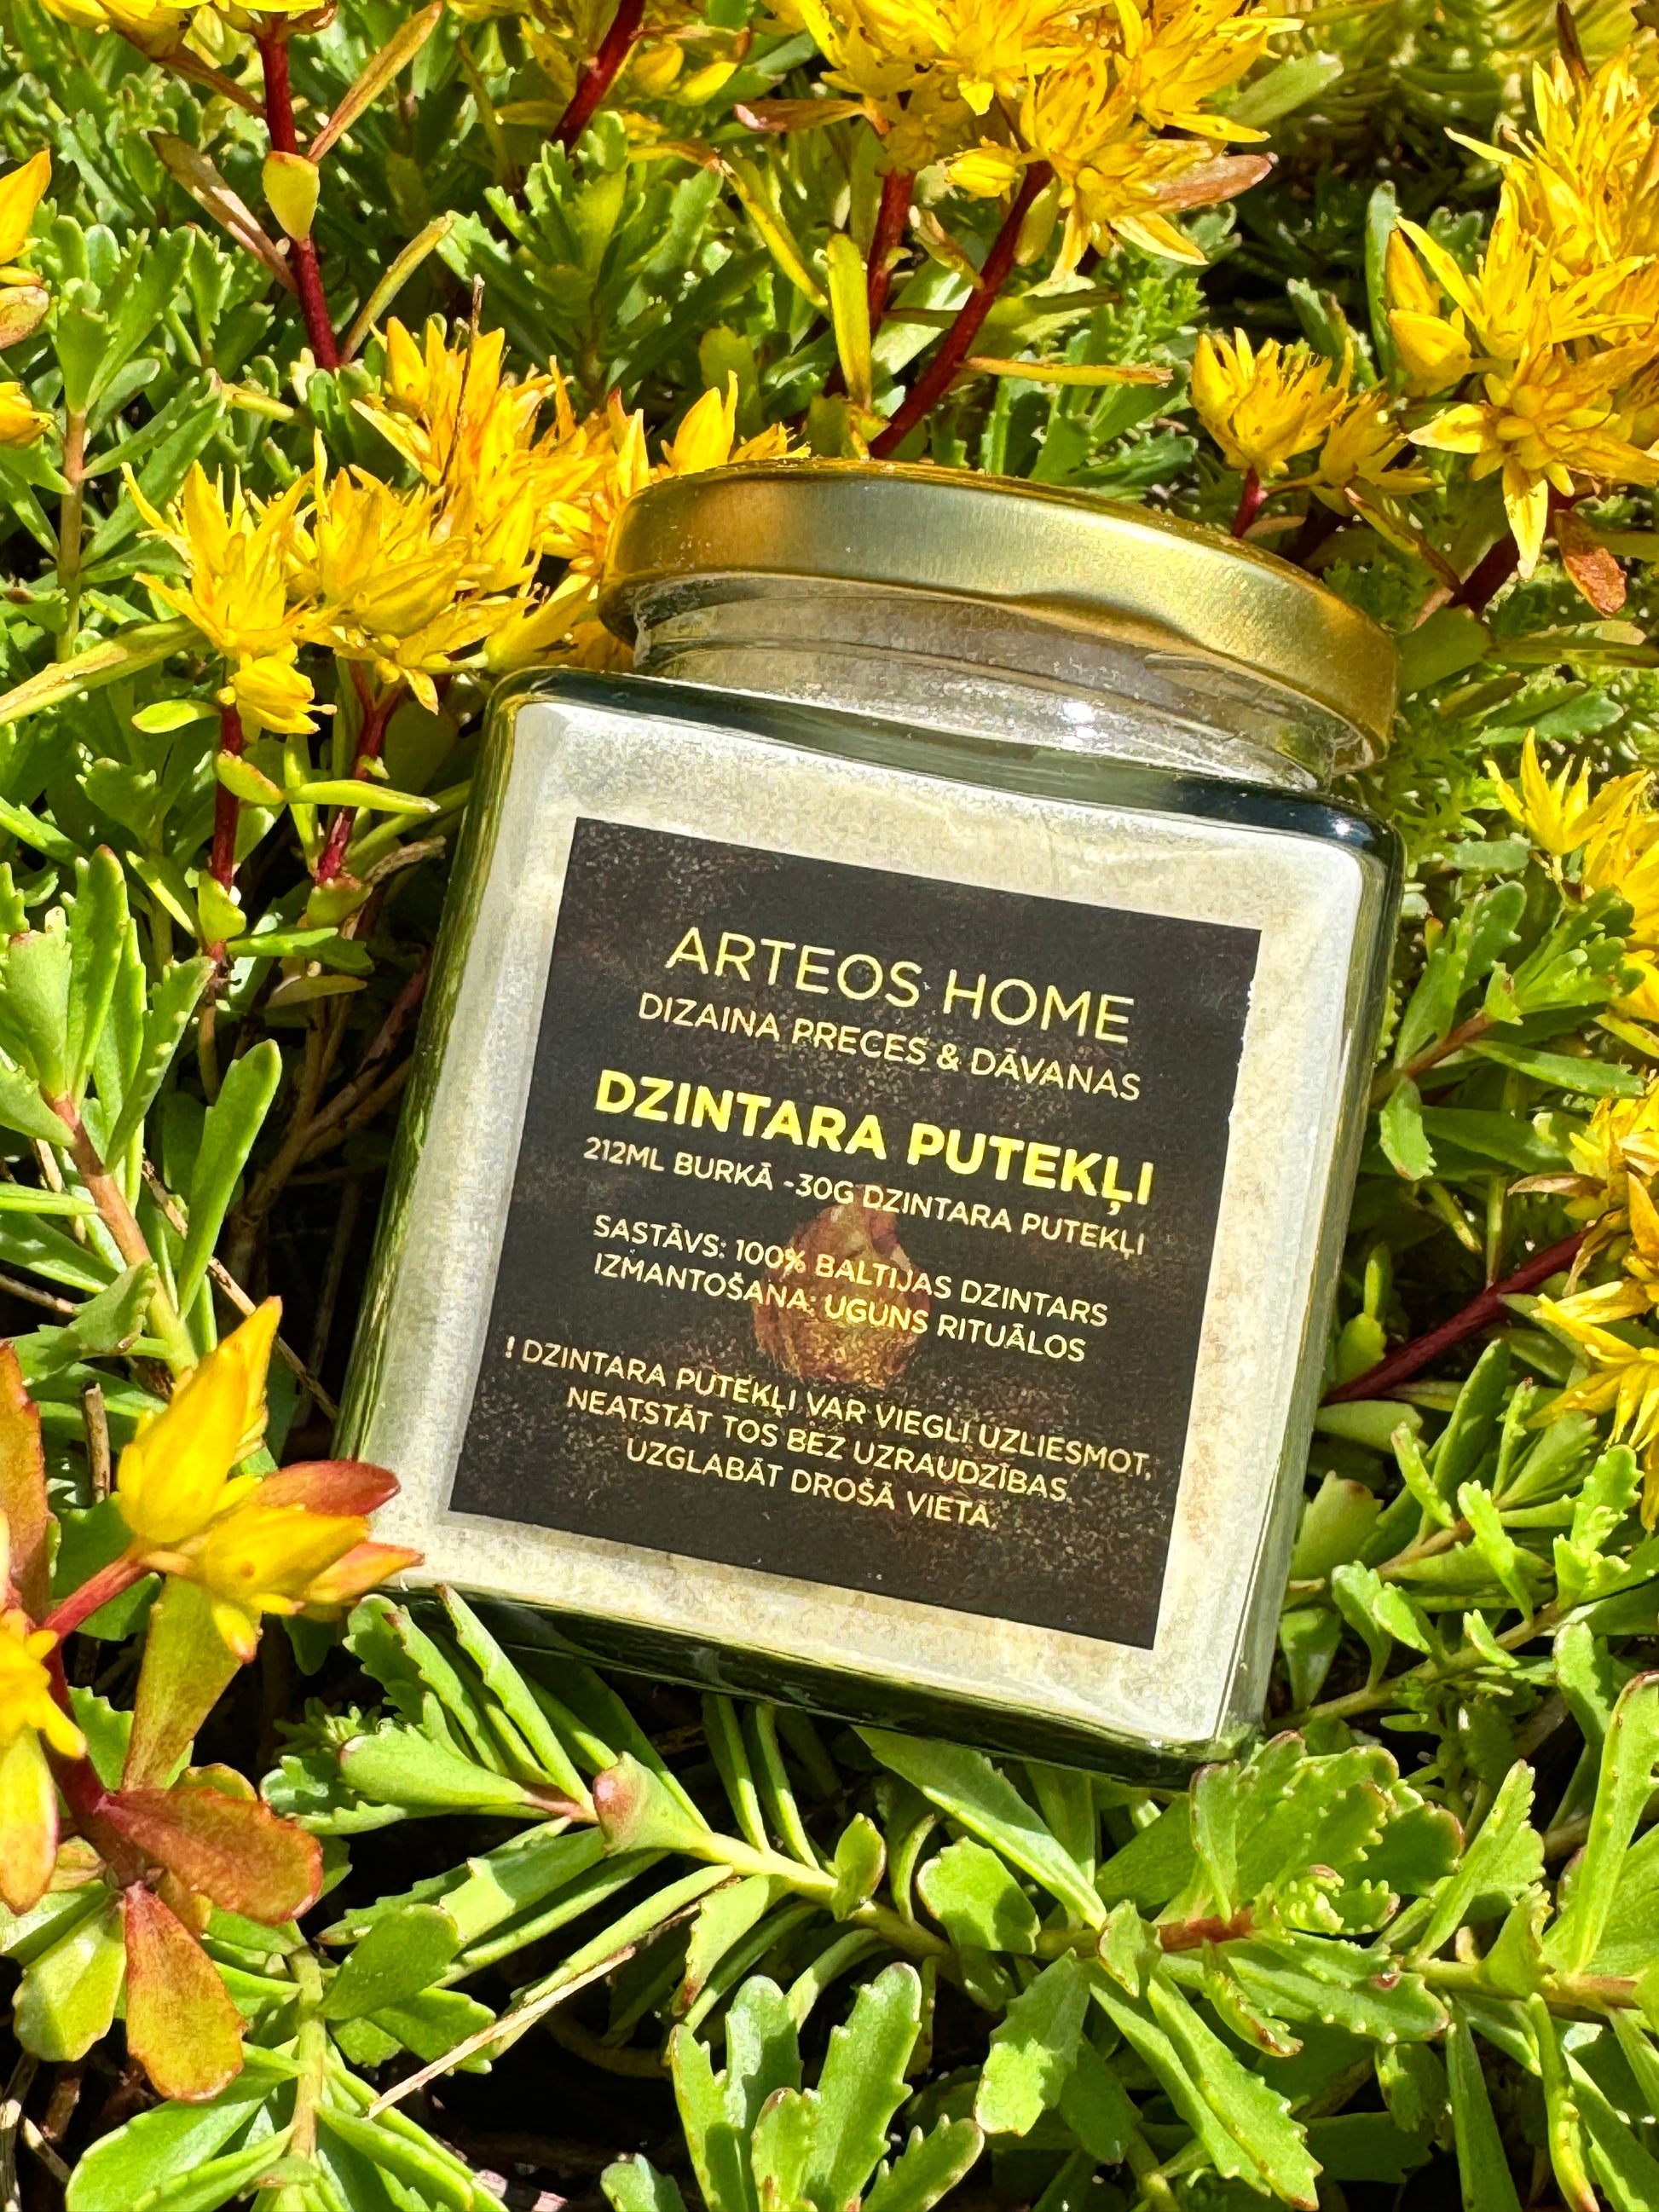 ARTEOS HOME
DIZAINA PRECES & DĀVANAS
DZINTARA PUTEKĻI
212ML BURKĀ -30G DZINTARA PUTEKĻI
SASTĀVS: 100% BALTIJAS DZINTARS
IZMANTOŠANA: UGUNS RITUĀLOS
! DZINTARA PUTEKĻI VAR VIEGLI UZLIESMOT,
NEATSTĀT TOS BEZ UZRAUDZĪBAS.
UZGLABĀT DROŠĀ VIETĀ.